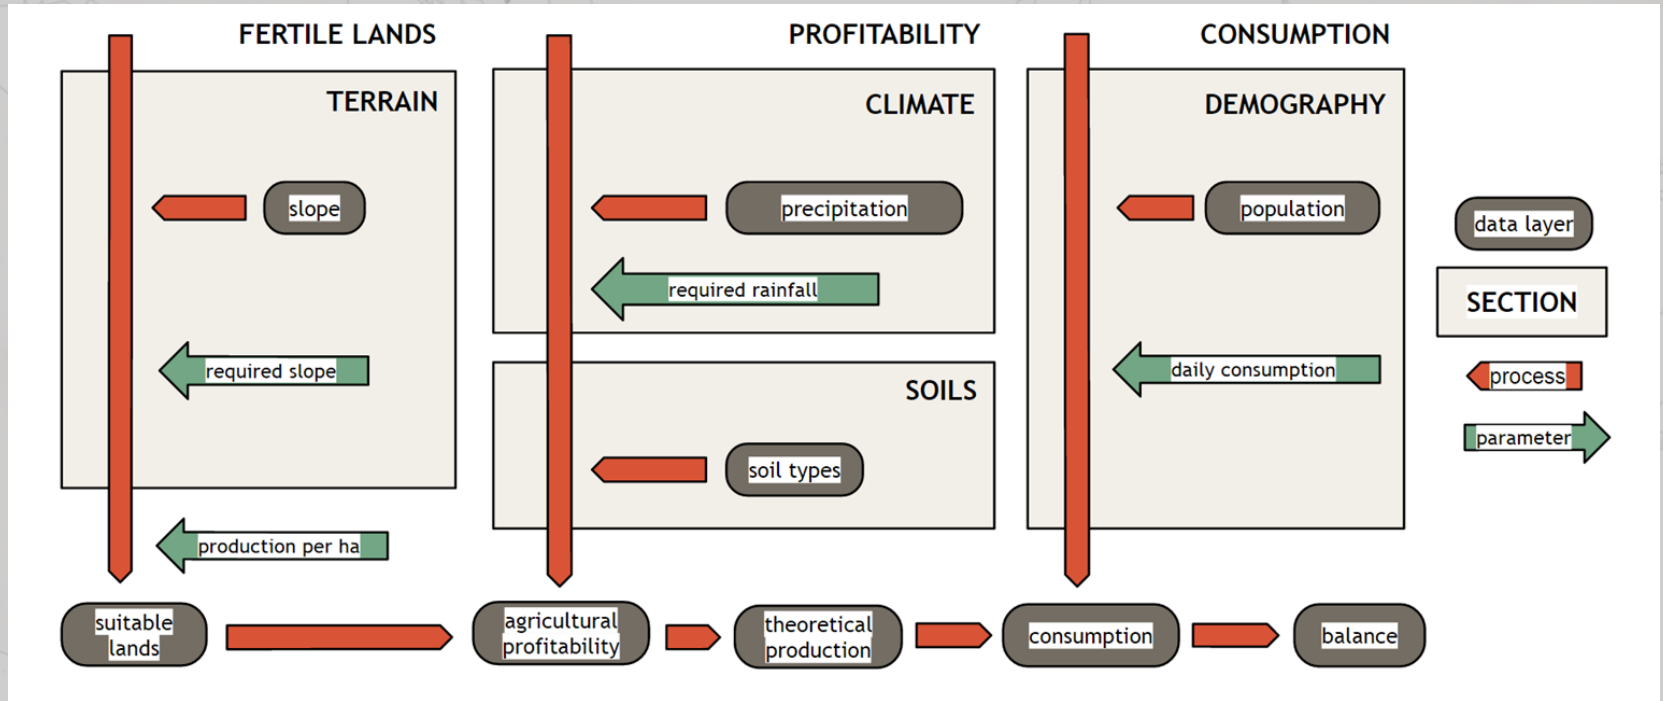 FERTILE LANDS
TERRAIN
slope
required slope
production per ha
PROFITABILITY
CLIMATE
precipitation
required rainfall
SOILS
soil types
CONSUMPTION
DEMOGRAPHY
population
daily consumption
data layer
SECTION
process
parameter
suitable
lands
agricultural
profitability
theoretical
production
consumption
balance